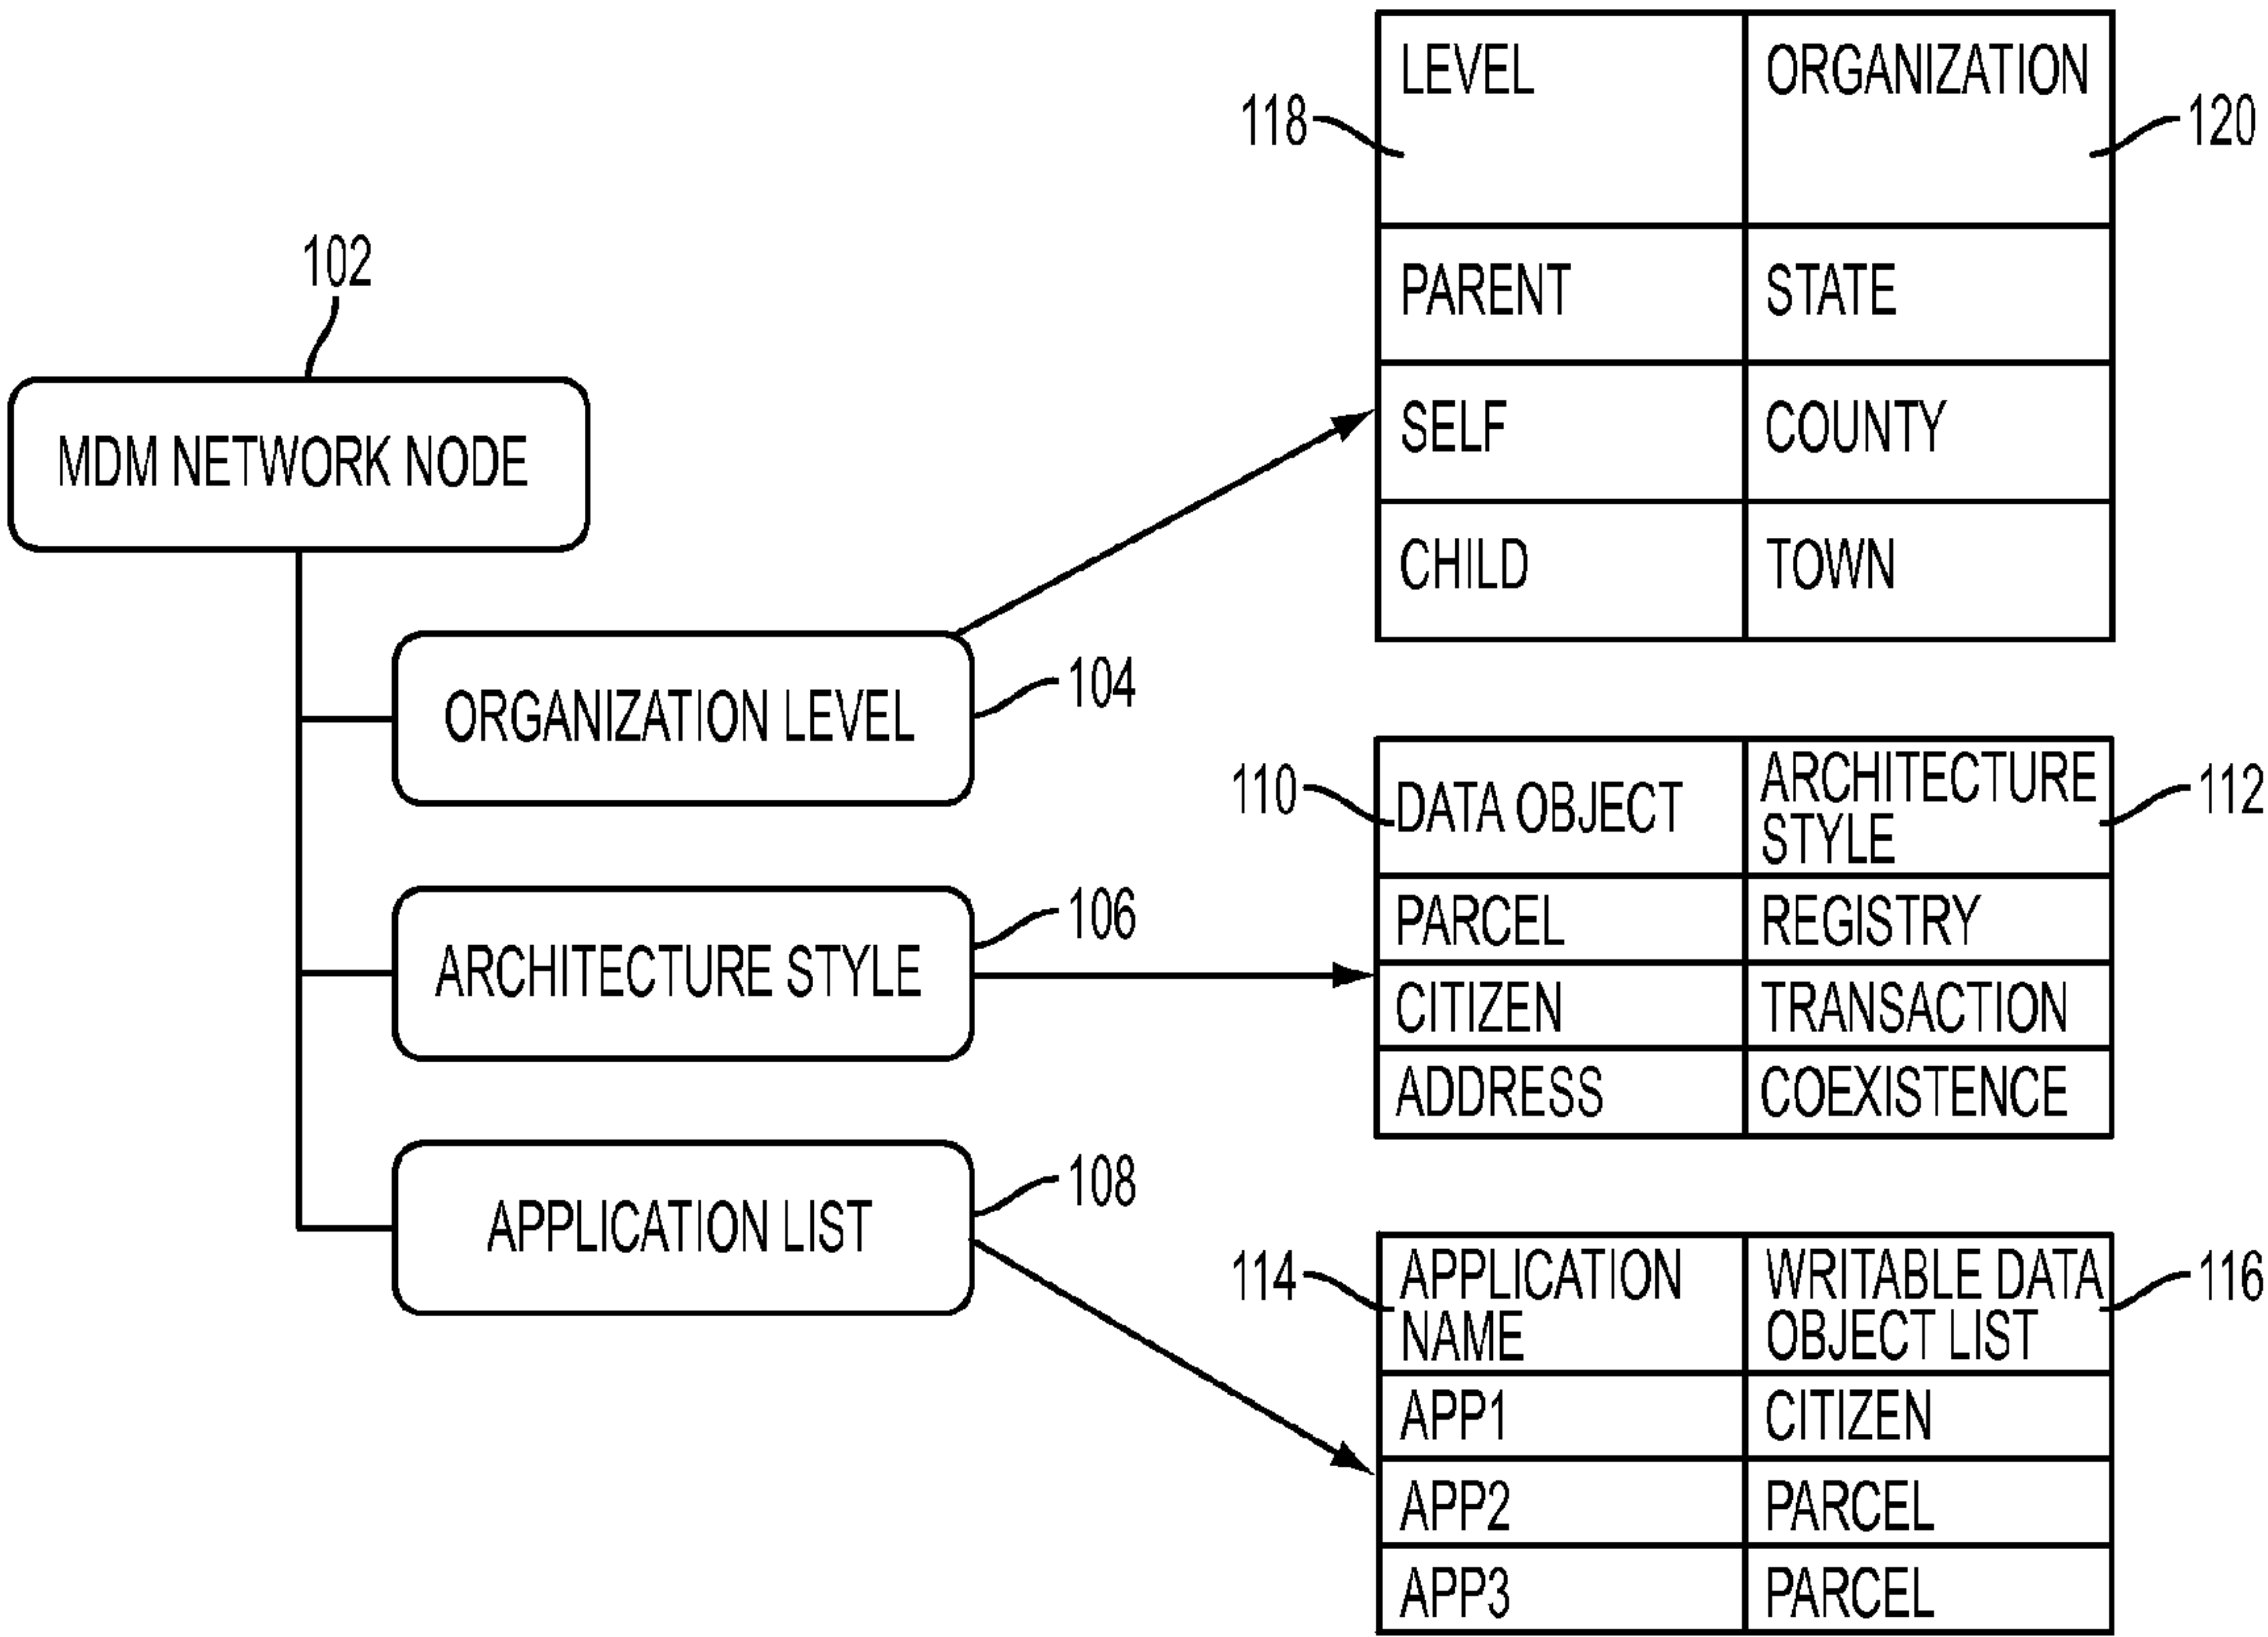 102
MDM NETWORK NODE
ORGANIZATION LEVEL
104
ARCHITECTURE STYLE
106
APPLICATION LIST
108
118
LEVEL ORGANIZATION
120
PARENT STATE
SELF COUNTY
CHILD TOWN
110
DATA OBJECT
ARCHITECTURE
STYLE
112
PARCEL REGISTRY
CITIZEN TRANSACTION
ADDRESS COEXISTENCE
114
APPLICATION
NAME
WRITABLE DATA
OBJECT LIST
116
APP1 CITIZEN
APP2 PARCEL
APP3 PARCEL